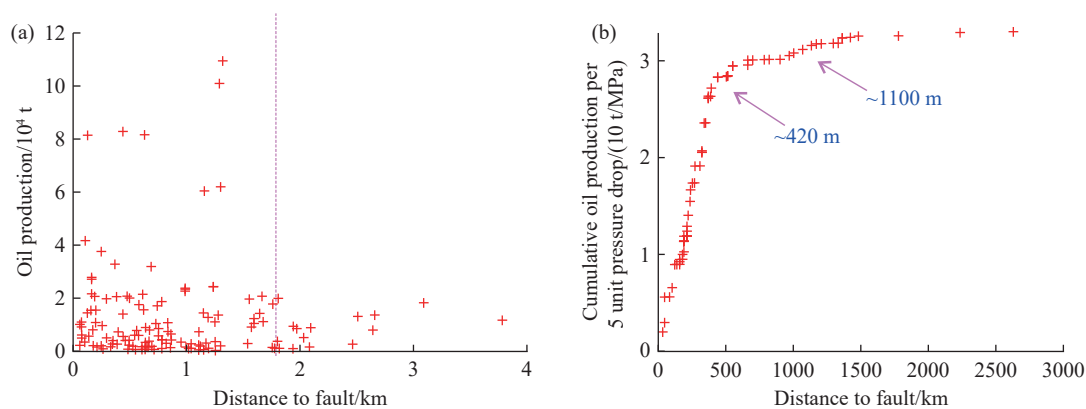 (a)
12
10
8
6
4
2
0
Oil production/10⁴ t
0 1 2 3 4
Distance to fault/km
(b)
3
2
1
0
Cumulative oil production per
5 unit pressure drop/(10 t/MPa)
~1100 m
~420 m
0 500 1000 1500 2000 2500 3000
Distance to fault/km